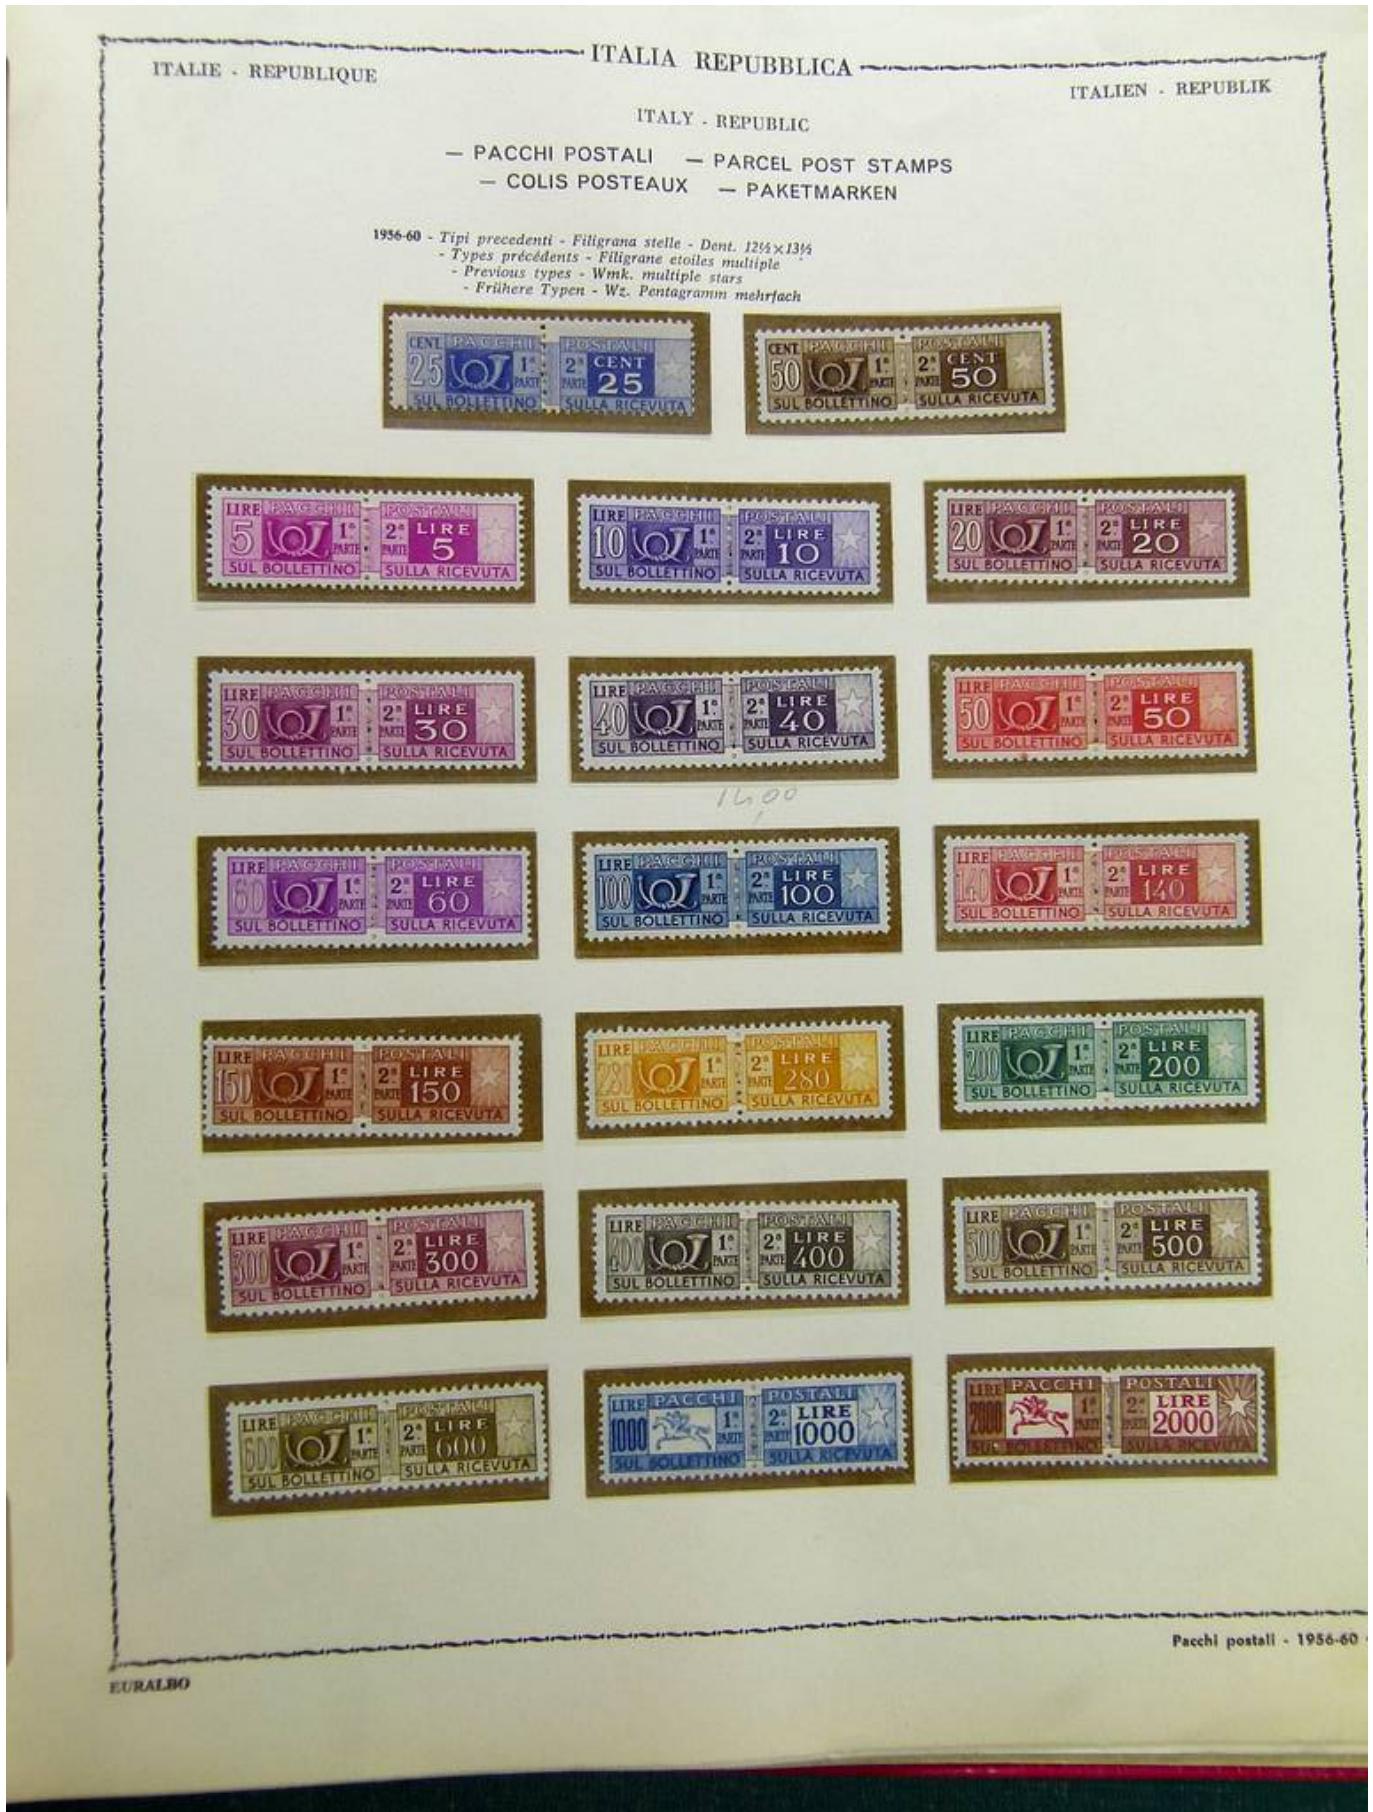 ITALIA REPUBBLICA
ITALIE - REPUBLIQUE
ITALIEN - REPUBLIK
ITALY - REPUBLIC
— PACCHI POSTALI — PARCEL POST STAMPS
— COLIS POSTEAUX — PAKETMARKEN
1956-60 - Tipi precedenti - Filigrana stelle - Dent. 12½×13½
- Types précédents - Filigrane etoiles multiple
- Previous types - Wmk. multiple stars
- Frühere Typen - Wz. Pentagramm mehrfach
CENT. PACCHI POSTALI
25 1ª PARTE 2ª PARTE CENT 25
SUL BOLLETTINO SULLA RICEVUTA
CENT. PACCHI POSTALI
50 1ª PARTE 2ª PARTE CENT 50
SUL BOLLETTINO SULLA RICEVUTA
LIRE PACCHI POSTALI
5 1ª PARTE 2ª PARTE LIRE 5
SUL BOLLETTINO SULLA RICEVUTA
LIRE PACCHI POSTALI
10 1ª PARTE 2ª PARTE LIRE 10
SUL BOLLETTINO SULLA RICEVUTA
LIRE PACCHI POSTALI
20 1ª PARTE 2ª PARTE LIRE 20
SUL BOLLETTINO SULLA RICEVUTA
LIRE PACCHI POSTALI
30 1ª PARTE 2ª PARTE LIRE 30
SUL BOLLETTINO SULLA RICEVUTA
LIRE PACCHI POSTALI
40 1ª PARTE 2ª PARTE LIRE 40
SUL BOLLETTINO SULLA RICEVUTA
LIRE PACCHI POSTALI
50 1ª PARTE 2ª PARTE LIRE 50
SUL BOLLETTINO SULLA RICEVUTA
LIRE PACCHI POSTALI
60 1ª PARTE 2ª PARTE LIRE 60
SUL BOLLETTINO SULLA RICEVUTA
LIRE PACCHI POSTALI
100 1ª PARTE 2ª PARTE LIRE 100
SUL BOLLETTINO SULLA RICEVUTA
LIRE PACCHI POSTALI
140 1ª PARTE 2ª PARTE LIRE 140
SUL BOLLETTINO SULLA RICEVUTA
LIRE PACCHI POSTALI
150 1ª PARTE 2ª PARTE LIRE 150
SUL BOLLETTINO SULLA RICEVUTA
LIRE PACCHI POSTALI
280 1ª PARTE 2ª PARTE LIRE 280
SUL BOLLETTINO SULLA RICEVUTA
LIRE PACCHI POSTALI
200 1ª PARTE 2ª PARTE LIRE 200
SUL BOLLETTINO SULLA RICEVUTA
LIRE PACCHI POSTALI
300 1ª PARTE 2ª PARTE LIRE 300
SUL BOLLETTINO SULLA RICEVUTA
LIRE PACCHI POSTALI
400 1ª PARTE 2ª PARTE LIRE 400
SUL BOLLETTINO SULLA RICEVUTA
LIRE PACCHI POSTALI
500 1ª PARTE 2ª PARTE LIRE 500
SUL BOLLETTINO SULLA RICEVUTA
LIRE PACCHI POSTALI
600 1ª PARTE 2ª PARTE LIRE 600
SUL BOLLETTINO SULLA RICEVUTA
LIRE PACCHI POSTALI
1000 1ª PARTE 2ª PARTE LIRE 1000
SUL BOLLETTINO SULLA RICEVUTA
LIRE PACCHI POSTALI
2000 1ª PARTE 2ª PARTE LIRE 2000
SUL BOLLETTINO SULLA RICEVUTA
Pacchi postali - 1956-60
EURALBO